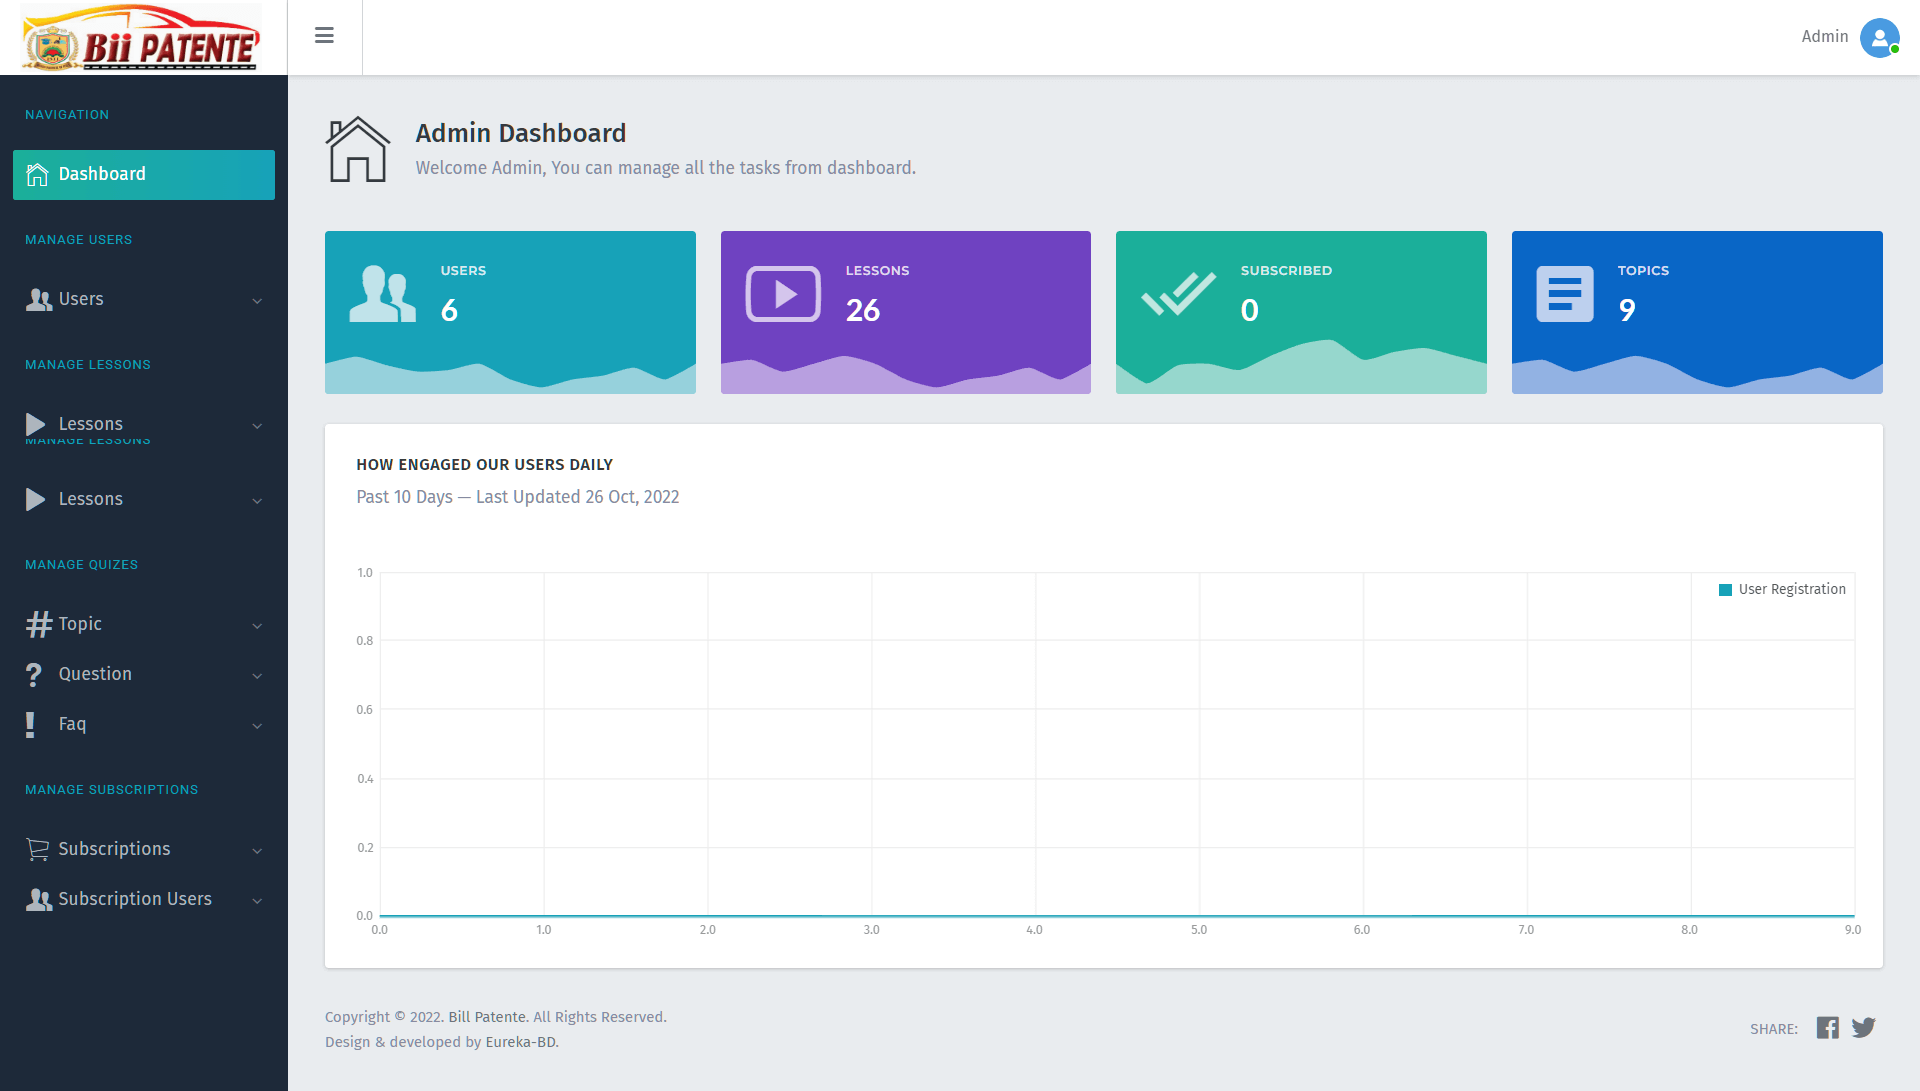 Bii PATENTE
Admin
NAVIGATION
Dashboard
MANAGE USERS
Users
MANAGE LESSONS
Lessons
MANAGE LESSONS
Lessons
MANAGE QUIZES
Topic
Question
Faq
MANAGE SUBSCRIPTIONS
Subscriptions
Subscription Users
Admin Dashboard
Welcome Admin, You can manage all the tasks from dashboard.
USERS
6
LESSONS
26
SUBSCRIBED
0
TOPICS
9
HOW ENGAGED OUR USERS DAILY
Past 10 Days — Last Updated 26 Oct, 2022
User Registration
1.0
0.8
0.6
0.4
0.2
0.0
0.0 1.0 2.0 3.0 4.0 5.0 6.0 7.0 8.0 9.0
Copyright © 2022. Bill Patente. All Rights Reserved.
Design & developed by Eureka-BD.
SHARE: